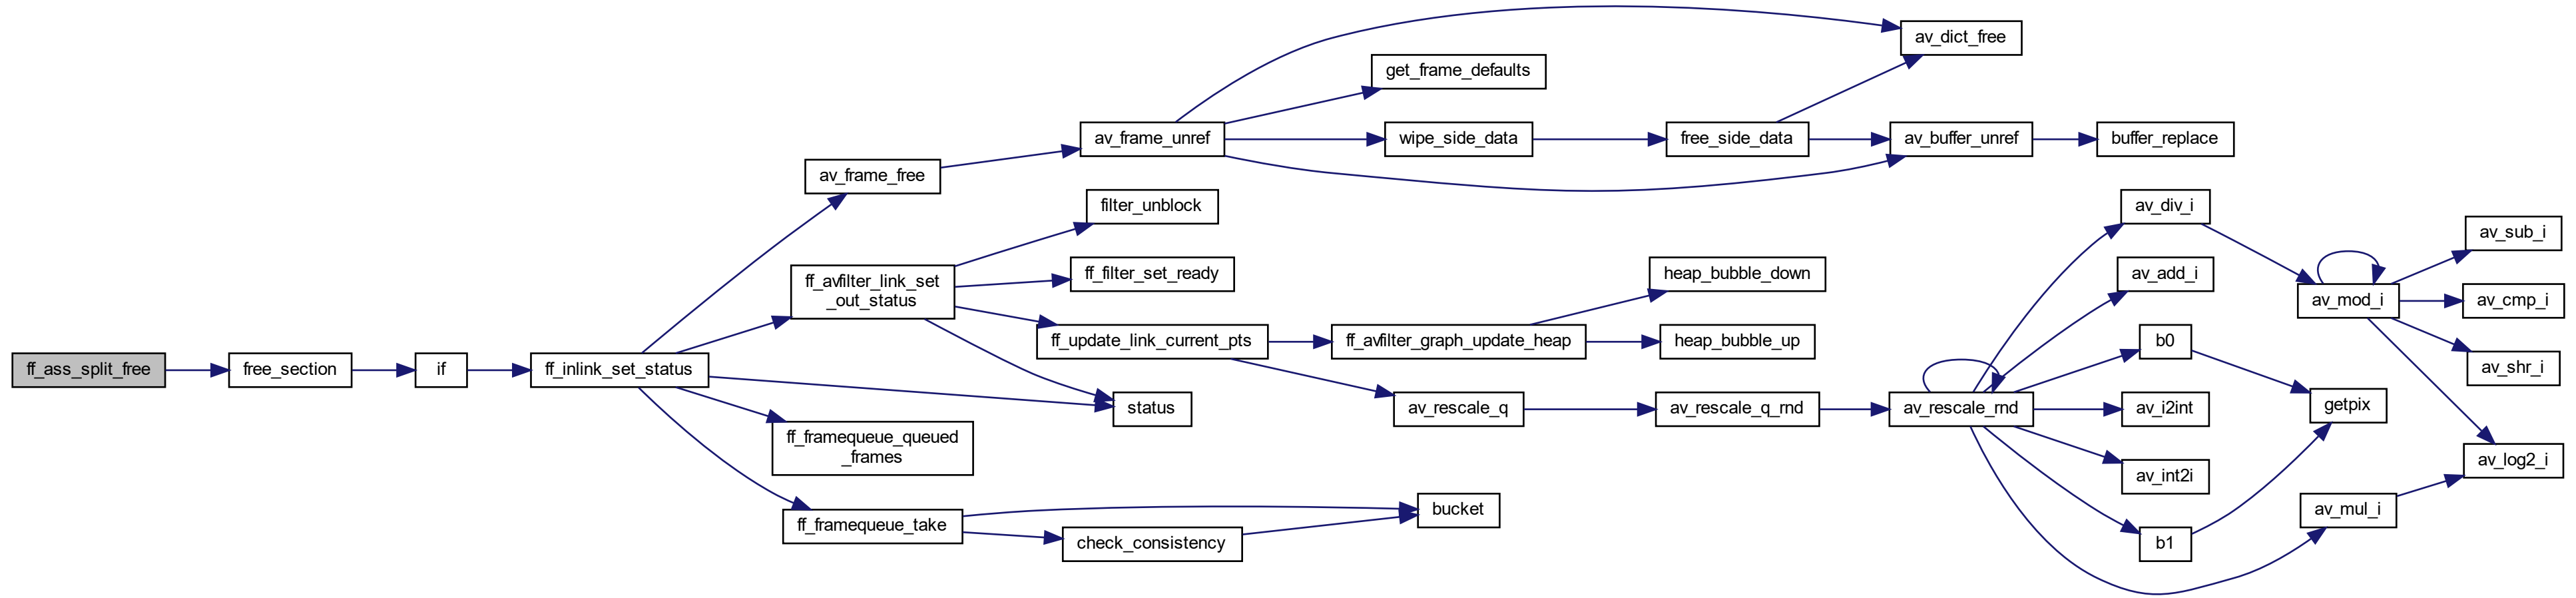 ff_ass_split_free
free_section
if
ff_inlink_set_status
av_frame_free
av_frame_unref
av_dict_free
get_frame_defaults
wipe_side_data
free_side_data
av_buffer_unref
buffer_replace
ff_avfilter_link_set
_out_status
filter_unblock
ff_filter_set_ready
ff_update_link_current_pts
ff_avfilter_graph_update_heap
heap_bubble_down
heap_bubble_up
status
av_rescale_q
av_rescale_q_rnd
av_rescale_rnd
av_div_i
av_add_i
b0
av_i2int
av_int2i
b1
av_mod_i
getpix
av_mul_i
av_sub_i
av_cmp_i
av_shr_i
av_log2_i
ff_framequeue_queued
_frames
ff_framequeue_take
bucket
check_consistency